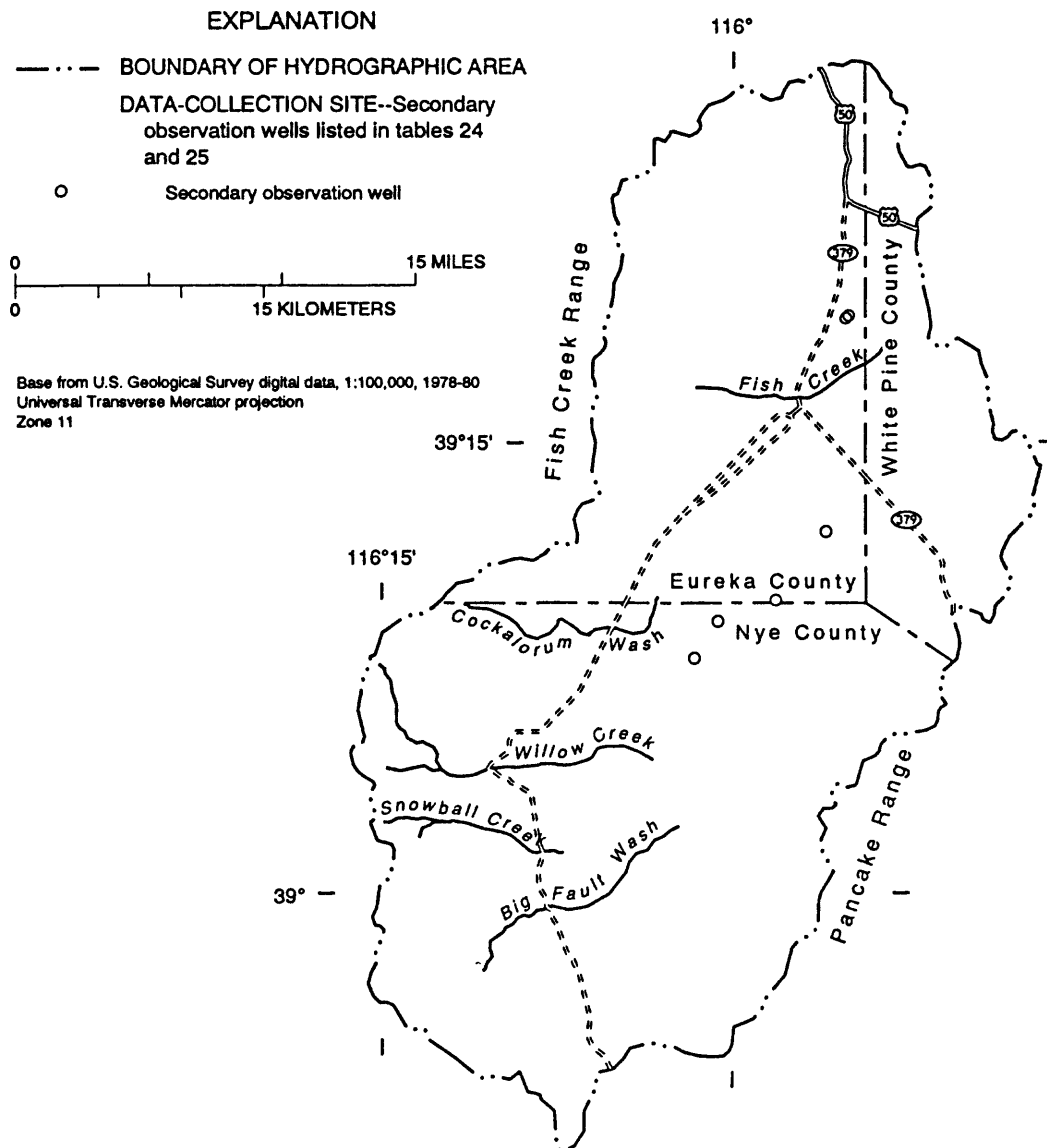 EXPLANATION
BOUNDARY OF HYDROGRAPHIC AREA
DATA-COLLECTION SITE--Secondary
observation wells listed in tables 24
and 25
Secondary observation well
0
15 MILES
0
15 KILOMETERS
Base from U.S. Geological Survey digital data, 1:100,000, 1978-80
Universal Transverse Mercator projection
Zone 11
116°
50
50
379
White Pine County
Fish Creek Range
Fish Creek
39°15'
379
116°15'
Eureka County
Cockalorum Wash
Nye County
Willow Creek
Snowball Creek
Big Fault Wash
39°
Pancake Range